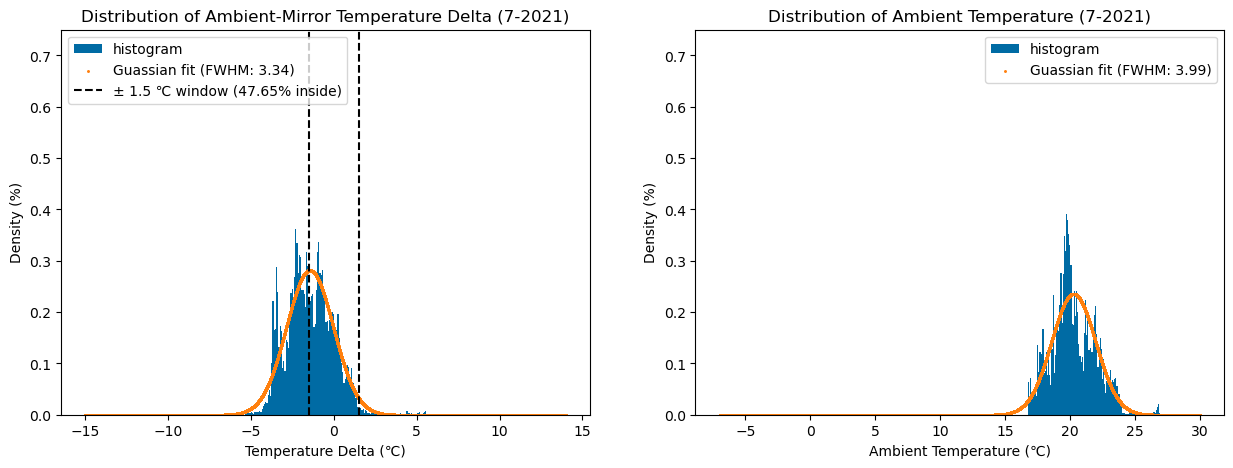 Distribution of Ambient-Mirror Temperature Delta (7-2021)
histogram
Guassian fit (FWHM: 3.34)
± 1.5 ℃ window (47.65% inside)
0.7
0.6
0.5
0.4
0.3
0.2
0.1
0.0
Density (%)
−15
−10
−5
0
5
10
15
Temperature Delta (℃)
Distribution of Ambient Temperature (7-2021)
histogram
Guassian fit (FWHM: 3.99)
0.7
0.6
0.5
0.4
0.3
0.2
0.1
0.0
Density (%)
−5
0
5
10
15
20
25
30
Ambient Temperature (℃)